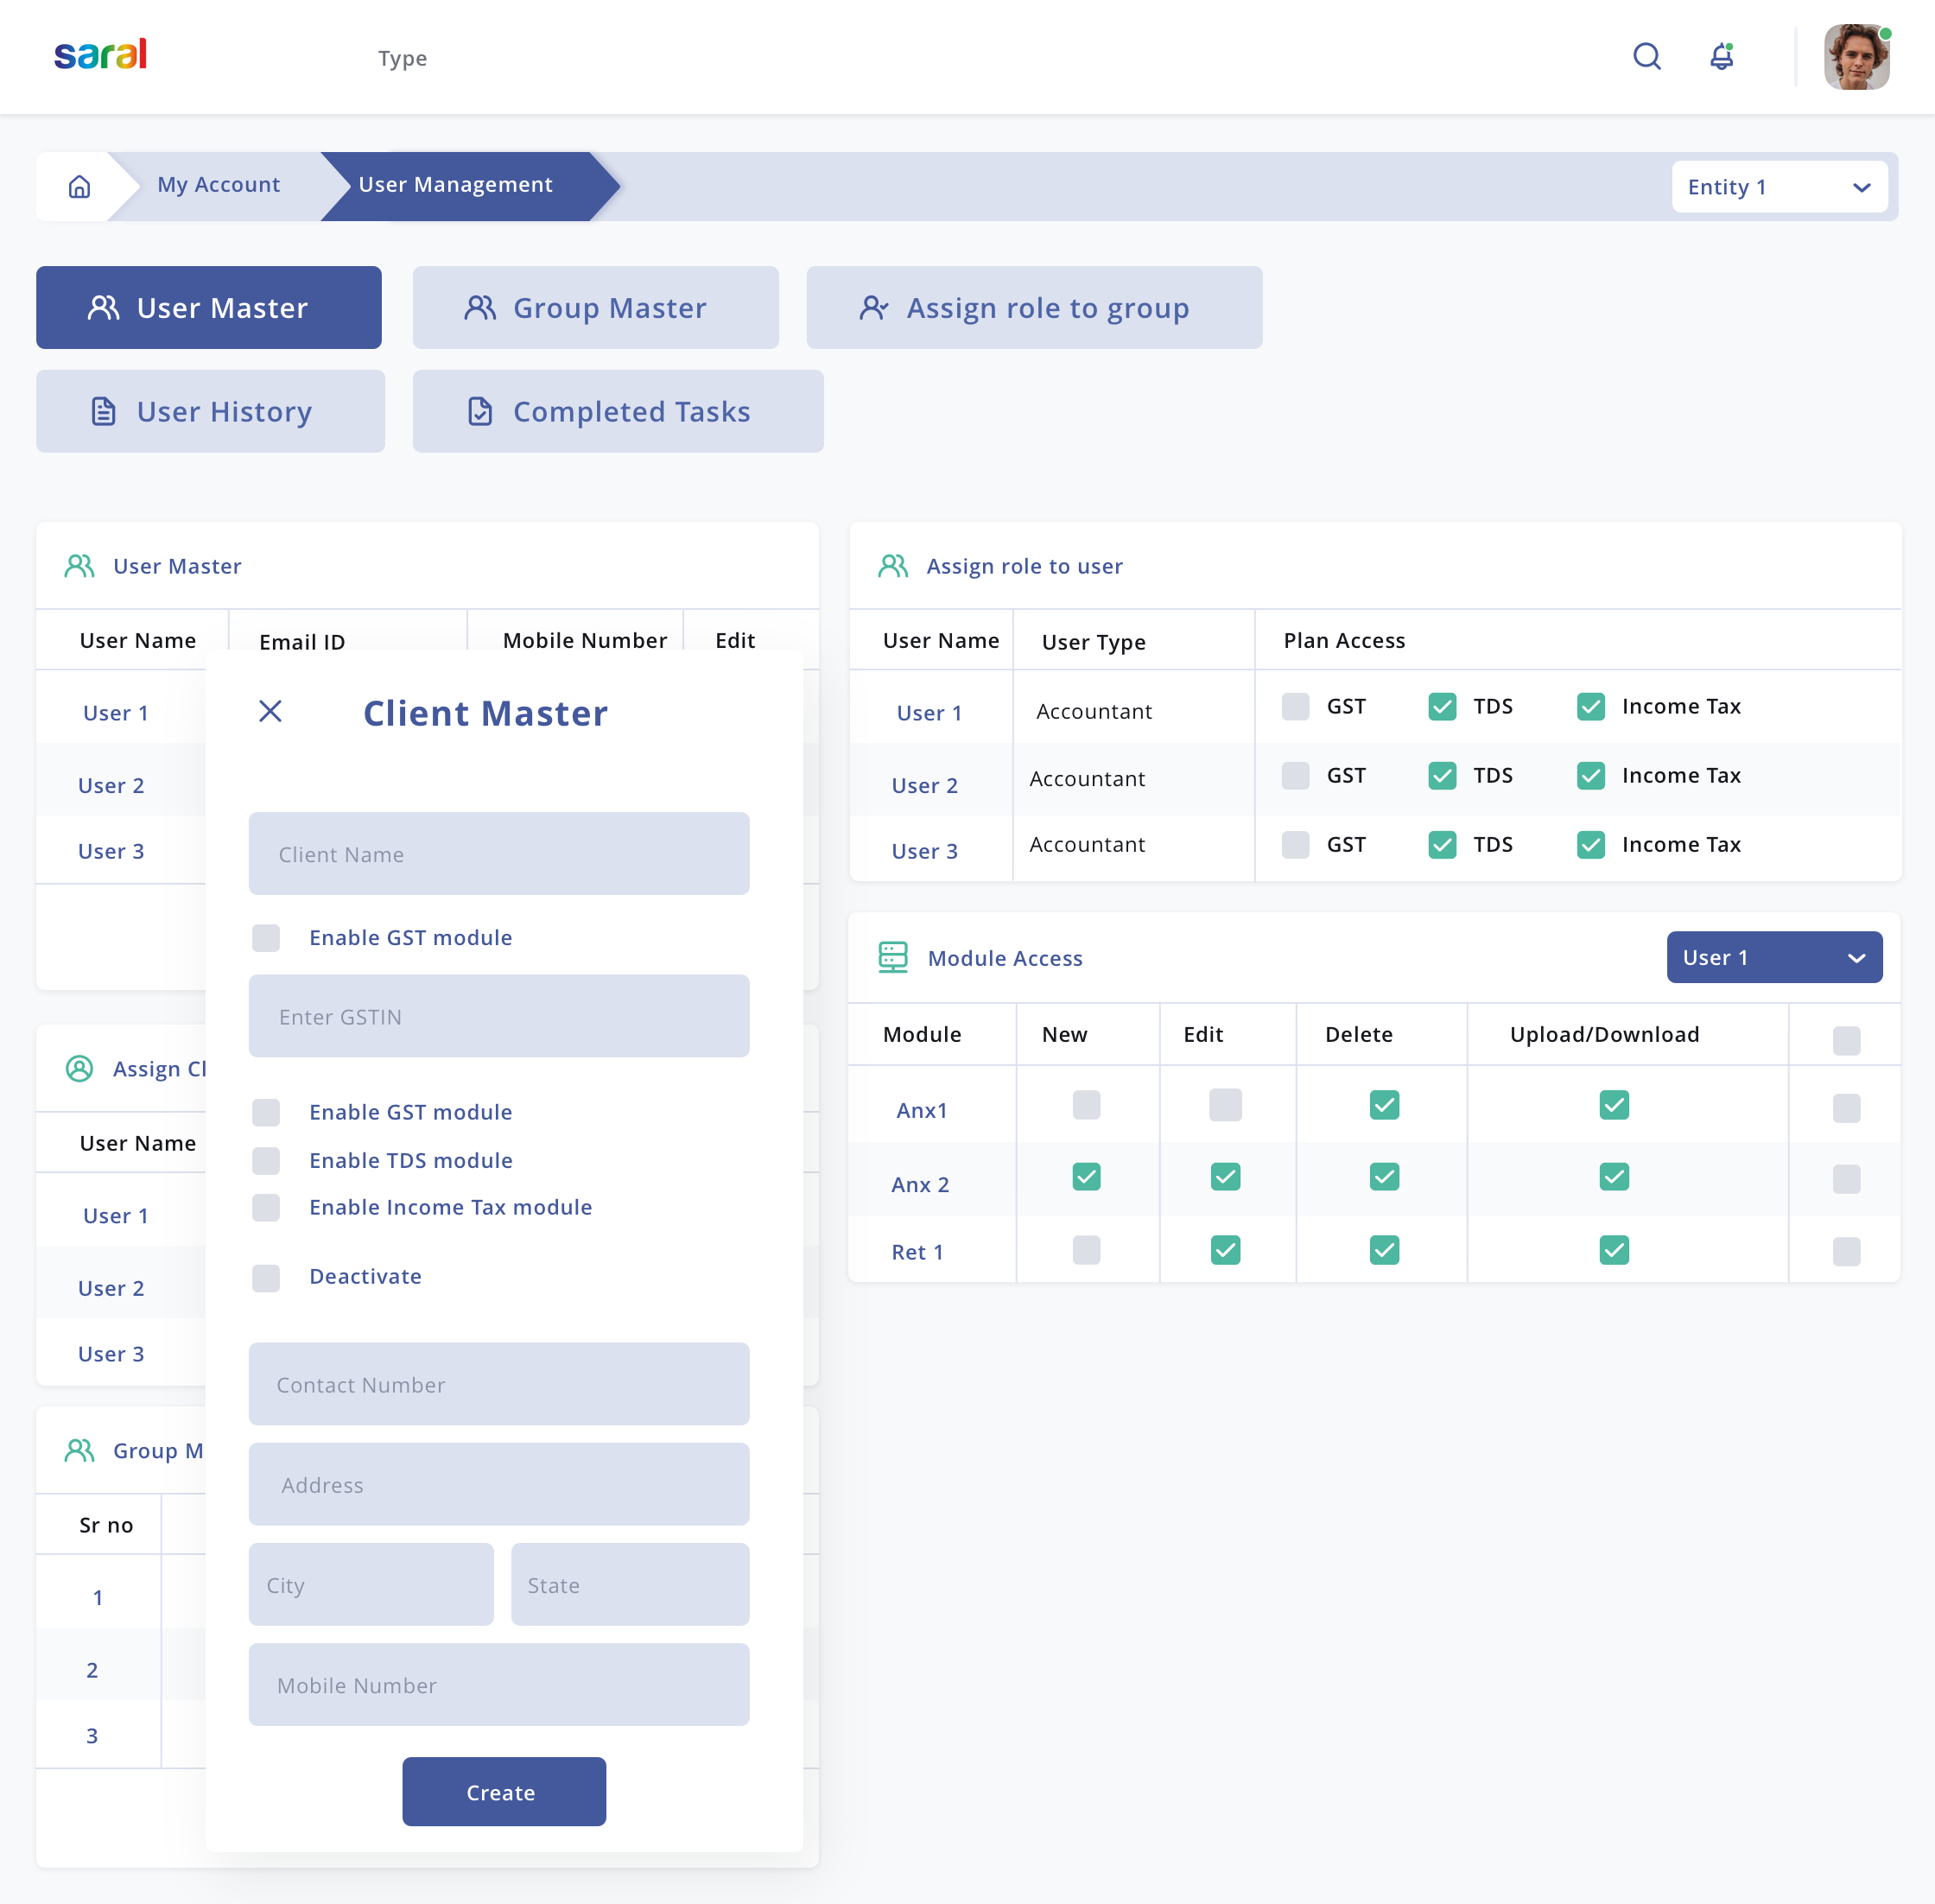 saral
Type
My Account
User Management
Entity 1
User Master
Group Master
Assign role to group
User History
Completed Tasks
User Master
User Name Email ID Mobile Number Edit
User 1
User 2
User 3
Assign Cl
User Name
User 1
User 2
User 3
Group M
Sr no
1
2
3
Client Master
Client Name
Enable GST module
Enter GSTIN
Enable GST module
Enable TDS module
Enable Income Tax module
Deactivate
Contact Number
Address
City State
Mobile Number
Create
Assign role to user
User Name User Type Plan Access
User 1 Accountant GST TDS Income Tax
User 2 Accountant GST TDS Income Tax
User 3 Accountant GST TDS Income Tax
Module Access
User 1
Module New Edit Delete Upload/Download
Anx1
Anx 2
Ret 1